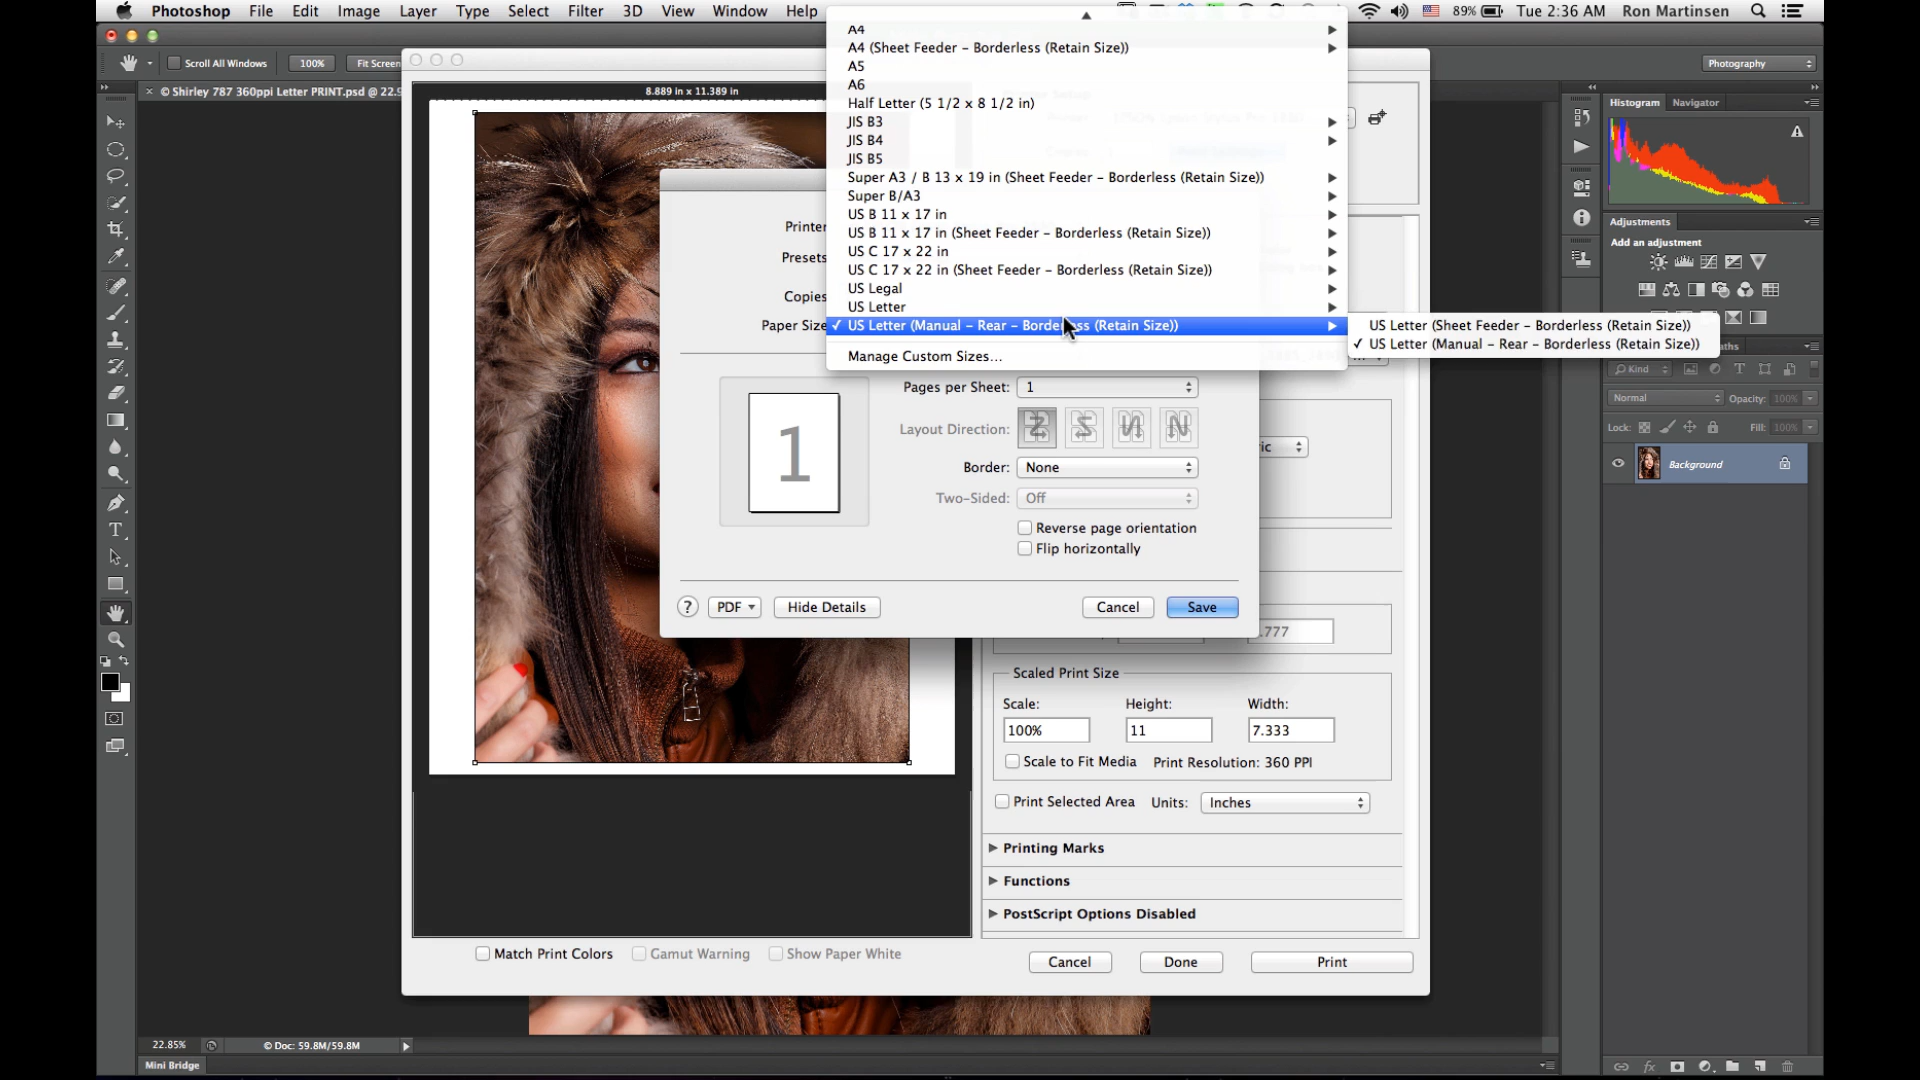 Photoshop File Edit Image Layer Type Select Filter 3D View Window Help
89% Tue 2:36 AM Ron Martinsen
Scroll All Windows 100% Fit Screen
Photography
© Shirley 787 360ppi Letter PRINT.psd @ 22.9
8.889 in x 11.389 in
A4
A4 (Sheet Feeder - Borderless (Retain Size))
A5
A6
Half Letter (5 1/2 x 8 1/2 in)
JIS B3
JIS B4
JIS B5
Super A3 / B 13 x 19 in (Sheet Feeder - Borderless (Retain Size))
Super B/A3
US B 11 x 17 in
US B 11 x 17 in (Sheet Feeder - Borderless (Retain Size))
US C 17 x 22 in
US C 17 x 22 in (Sheet Feeder - Borderless (Retain Size))
US Legal
US Letter
✓ US Letter (Manual - Rear - Borderless (Retain Size))
Manage Custom Sizes...
US Letter (Sheet Feeder - Borderless (Retain Size))
✓ US Letter (Manual - Rear - Borderless (Retain Size))
Printer
Presets
Copies
Paper Size
1
Pages per Sheet: 1
Layout Direction:
Border: None
Two-Sided: Off
Reverse page orientation
Flip horizontally
? PDF Hide Details Cancel Save
ic
.777
Scaled Print Size
Scale: Height: Width:
100% 11 7.333
Scale to Fit Media Print Resolution: 360 PPI
Print Selected Area Units: Inches
Printing Marks
Functions
PostScript Options Disabled
Match Print Colors Gamut Warning Show Paper White
Cancel Done Print
Histogram Navigator
Adjustments
Add an adjustment
Kind
Normal Opacity: 100%
Lock: Fill: 100%
Background
22.85% © Doc: 59.8M/59.8M
Mini Bridge